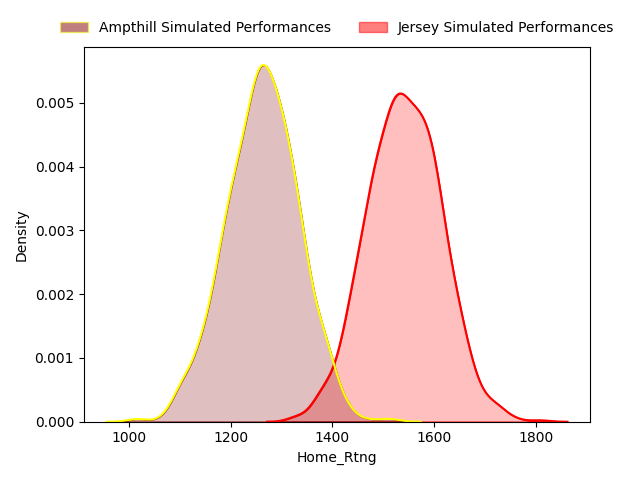 Ampthill Simulated Performances Jersey Simulated Performances
0.005
0.004
0.003
0.002
0.001
0.000
Density
1000 1200 1400 1600 1800
Home_Rtng